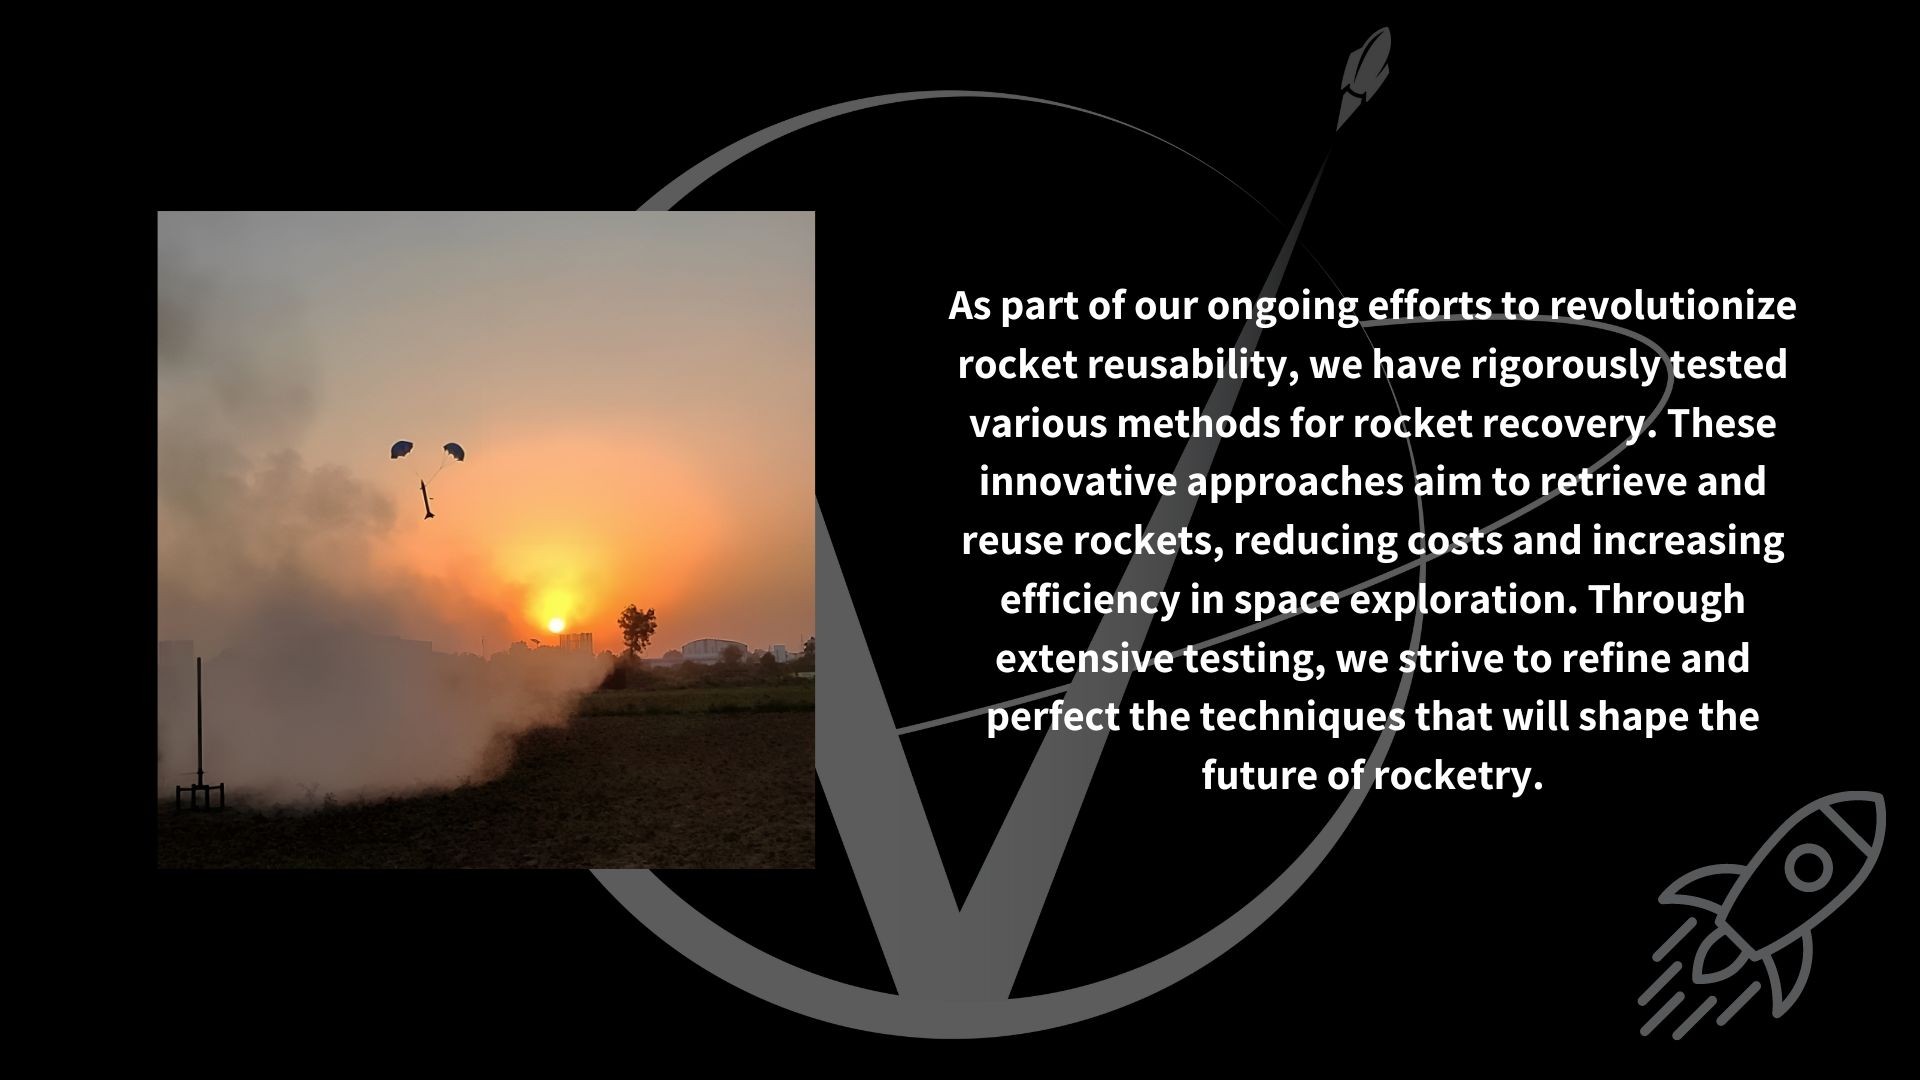 As part of our ongoing efforts to revolutionize
rocket reusability, we have rigorously tested
various methods for rocket recovery. These
innovative approaches aim to retrieve and
reuse rockets, reducing costs and increasing
efficiency in space exploration. Through
extensive testing, we strive to refine and
perfect the techniques that will shape the
future of rocketry.